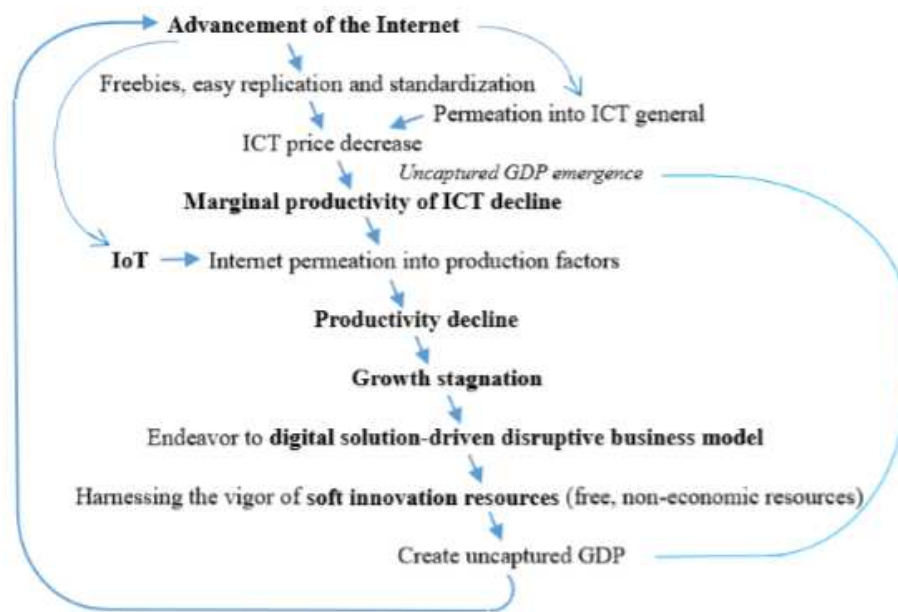 Advancement of the Internet
Freebies, easy replication and standardization
Permeation into ICT general
ICT price decrease
Uncaptured GDP emergence
Marginal productivity of ICT decline
IoT
Internet permeation into production factors
Productivity decline
Growth stagnation
Endeavor to digital solution-driven disruptive business model
Harnessing the vigor of soft innovation resources (free, non-economic resources)
Create uncaptured GDP